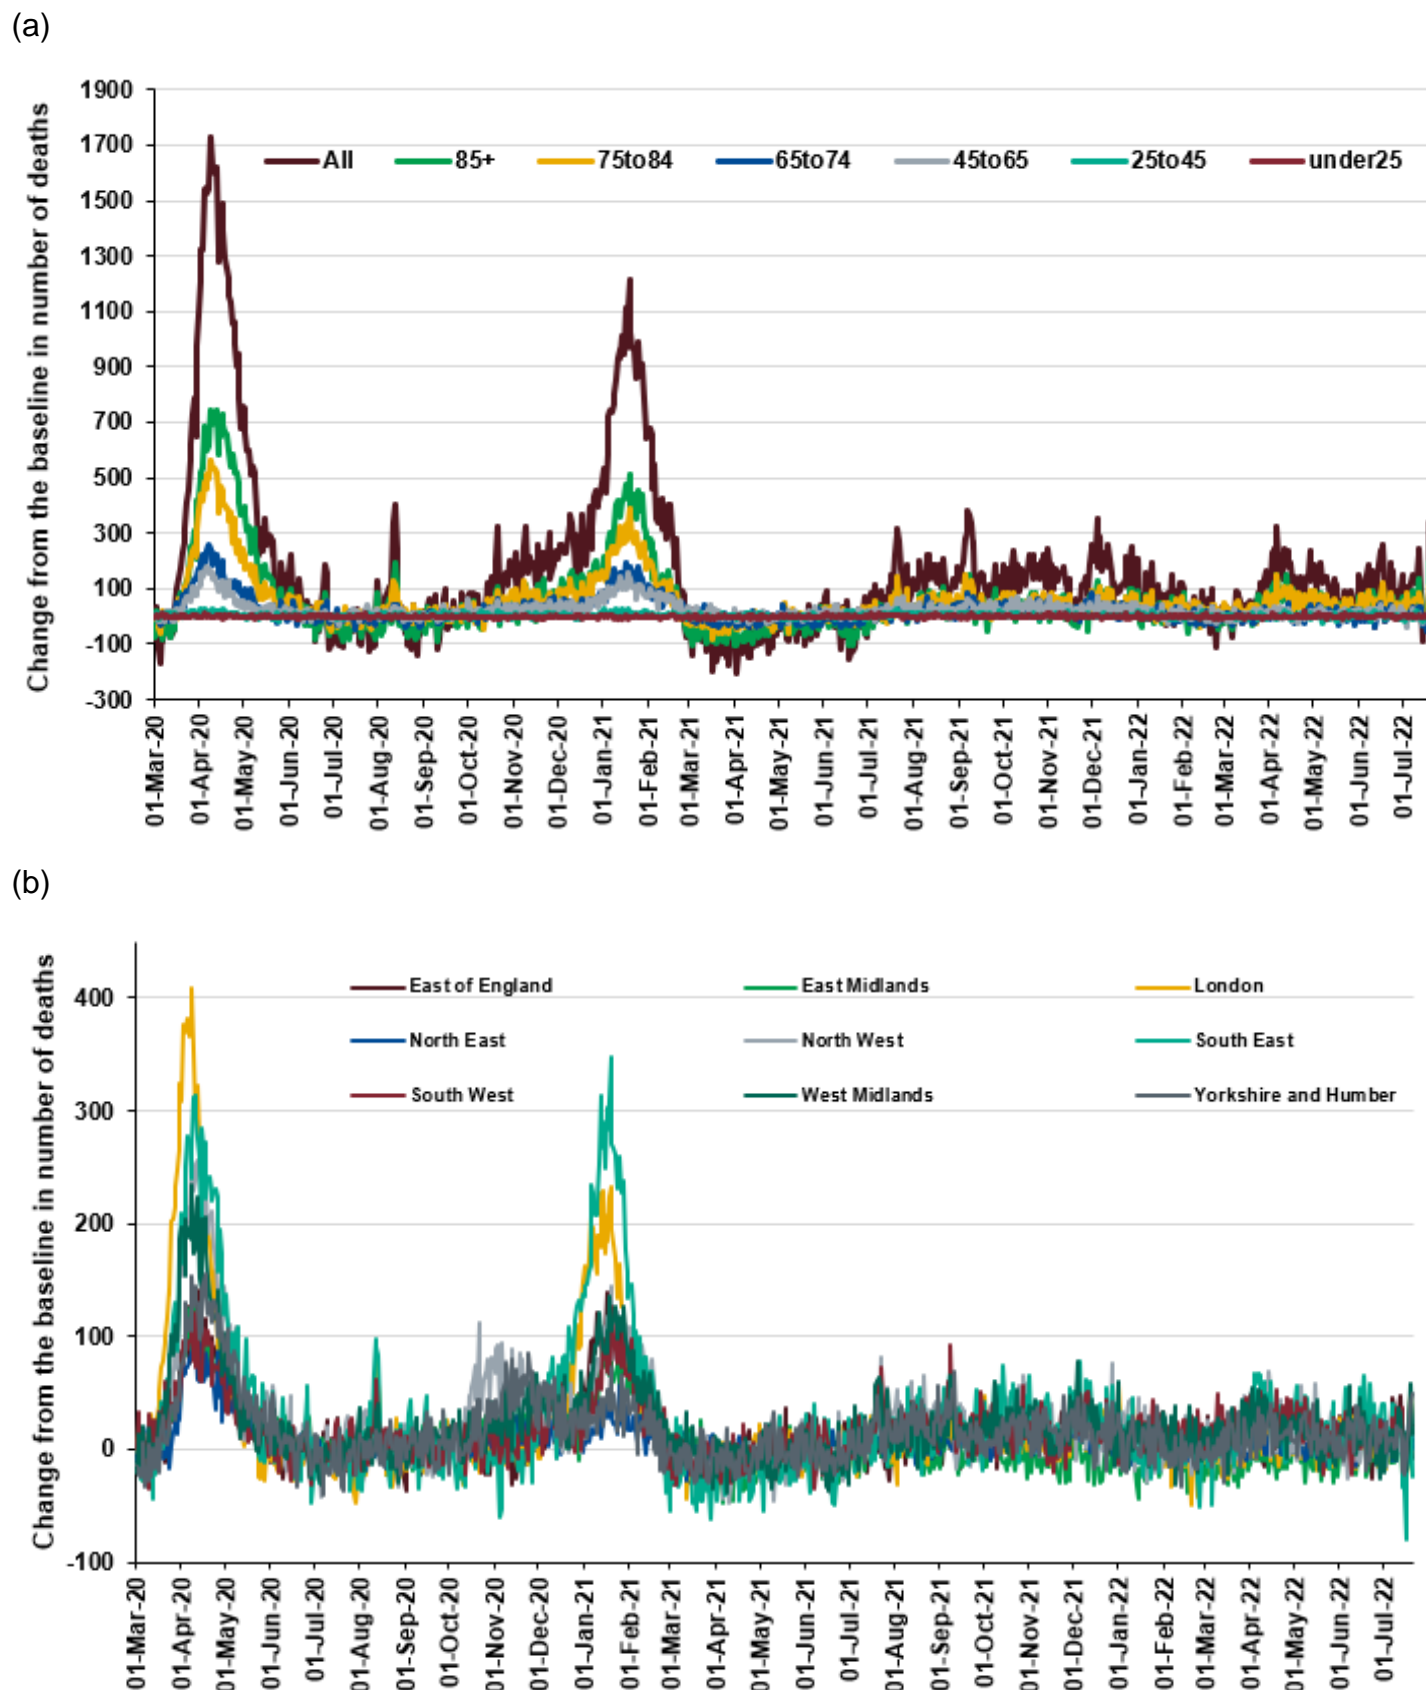 (a)
Change from the baseline in number of deaths
1900
1700
1500
1300
1100
900
700
500
300
100
-100
-300
All 85+ 75to84 65to74 45to65 25to45 under25
01-Mar-20 01-Apr-20 01-May-20 01-Jun-20 01-Jul-20 01-Aug-20 01-Sep-20 01-Oct-20 01-Nov-20 01-Dec-20 01-Jan-21 01-Feb-21 01-Mar-21 01-Apr-21 01-May-21 01-Jun-21 01-Jul-21 01-Aug-21 01-Sep-21 01-Oct-21 01-Nov-21 01-Dec-21 01-Jan-22 01-Feb-22 01-Mar-22 01-Apr-22 01-May-22 01-Jun-22 01-Jul-22
(b)
Change from the baseline in number of deaths
400
300
200
100
0
-100
East of England East Midlands London
North East North West South East
South West West Midlands Yorkshire and Humber
01-Mar-20 01-Apr-20 01-May-20 01-Jun-20 01-Jul-20 01-Aug-20 01-Sep-20 01-Oct-20 01-Nov-20 01-Dec-20 01-Jan-21 01-Feb-21 01-Mar-21 01-Apr-21 01-May-21 01-Jun-21 01-Jul-21 01-Aug-21 01-Sep-21 01-Oct-21 01-Nov-21 01-Dec-21 01-Jan-22 01-Feb-22 01-Mar-22 01-Apr-22 01-May-22 01-Jun-22 01-Jul-22